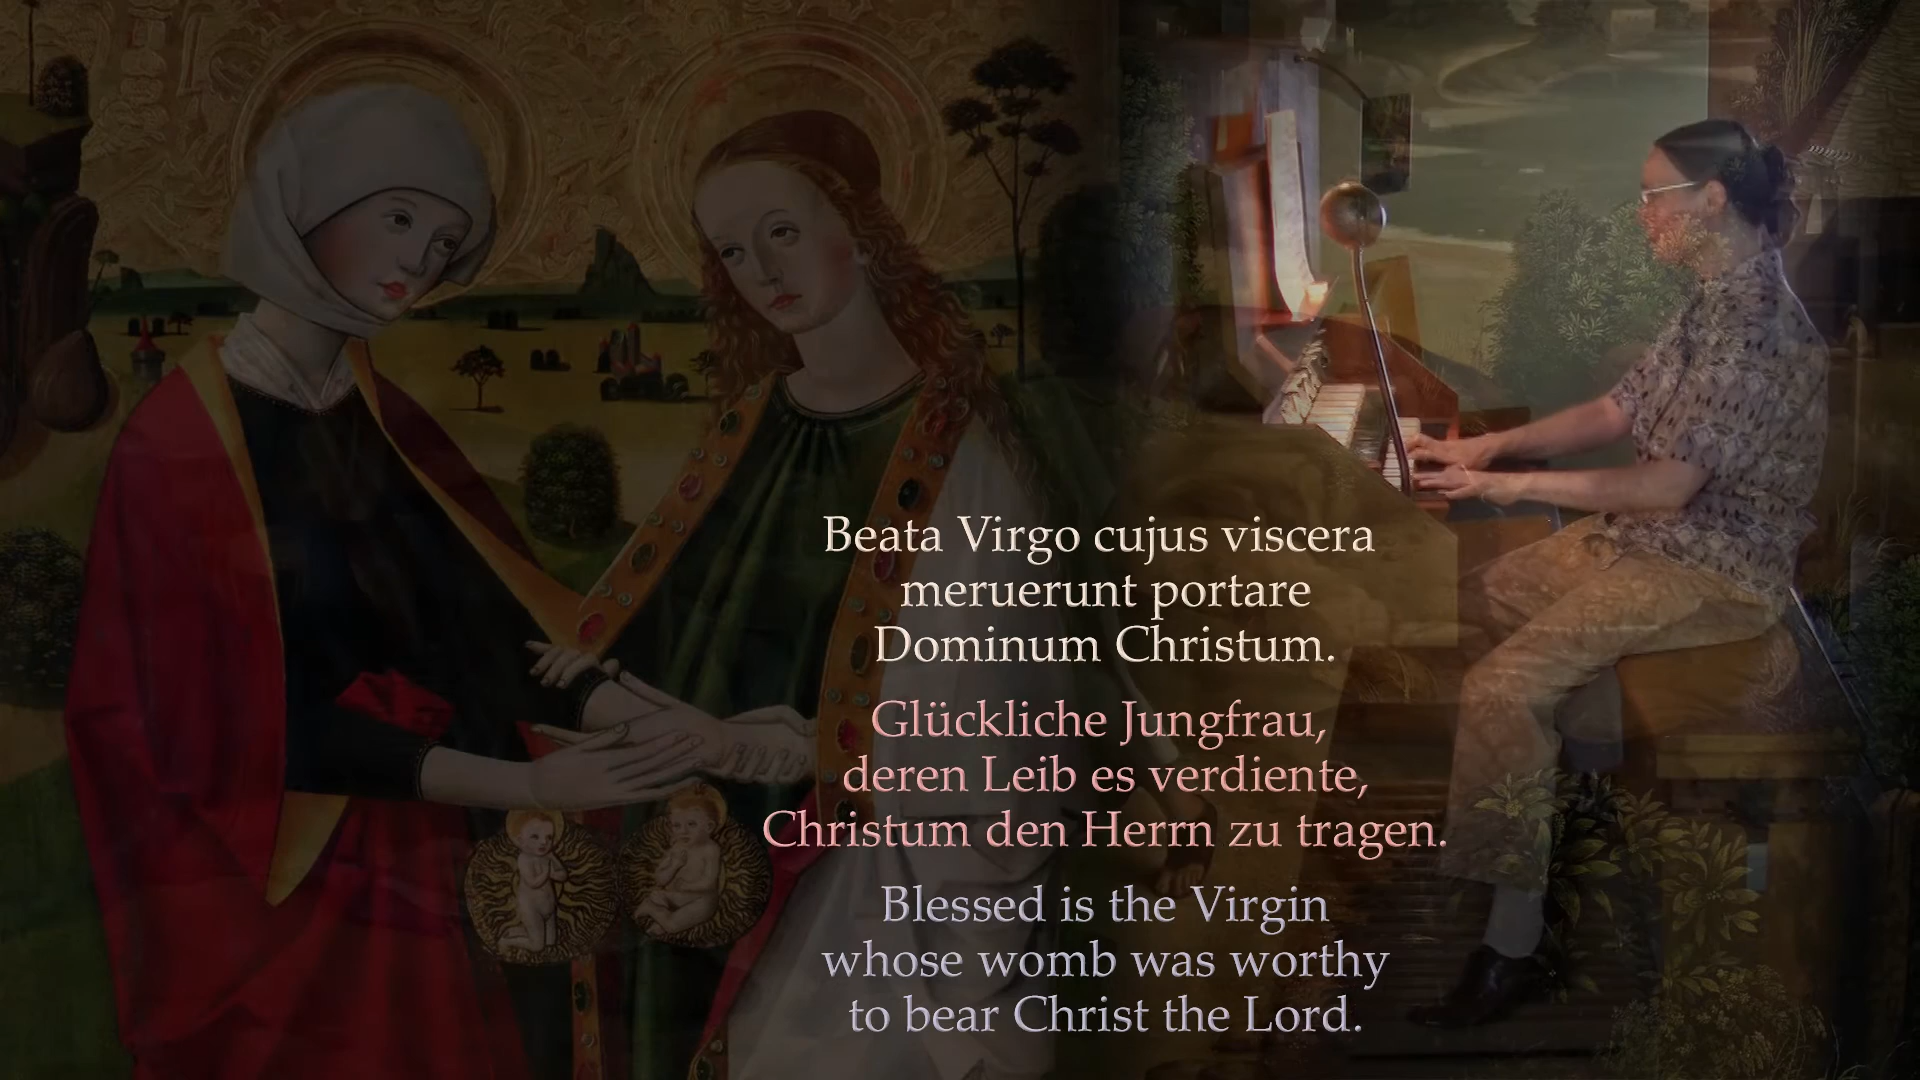 Beata Virgo cujus viscera
meruerunt portare
Dominum Christum.
Glückliche Jungfrau,
deren Leib es verdiente,
Christum den Herrn zu tragen.
Blessed is the Virgin
whose womb was worthy
to bear Christ the Lord.